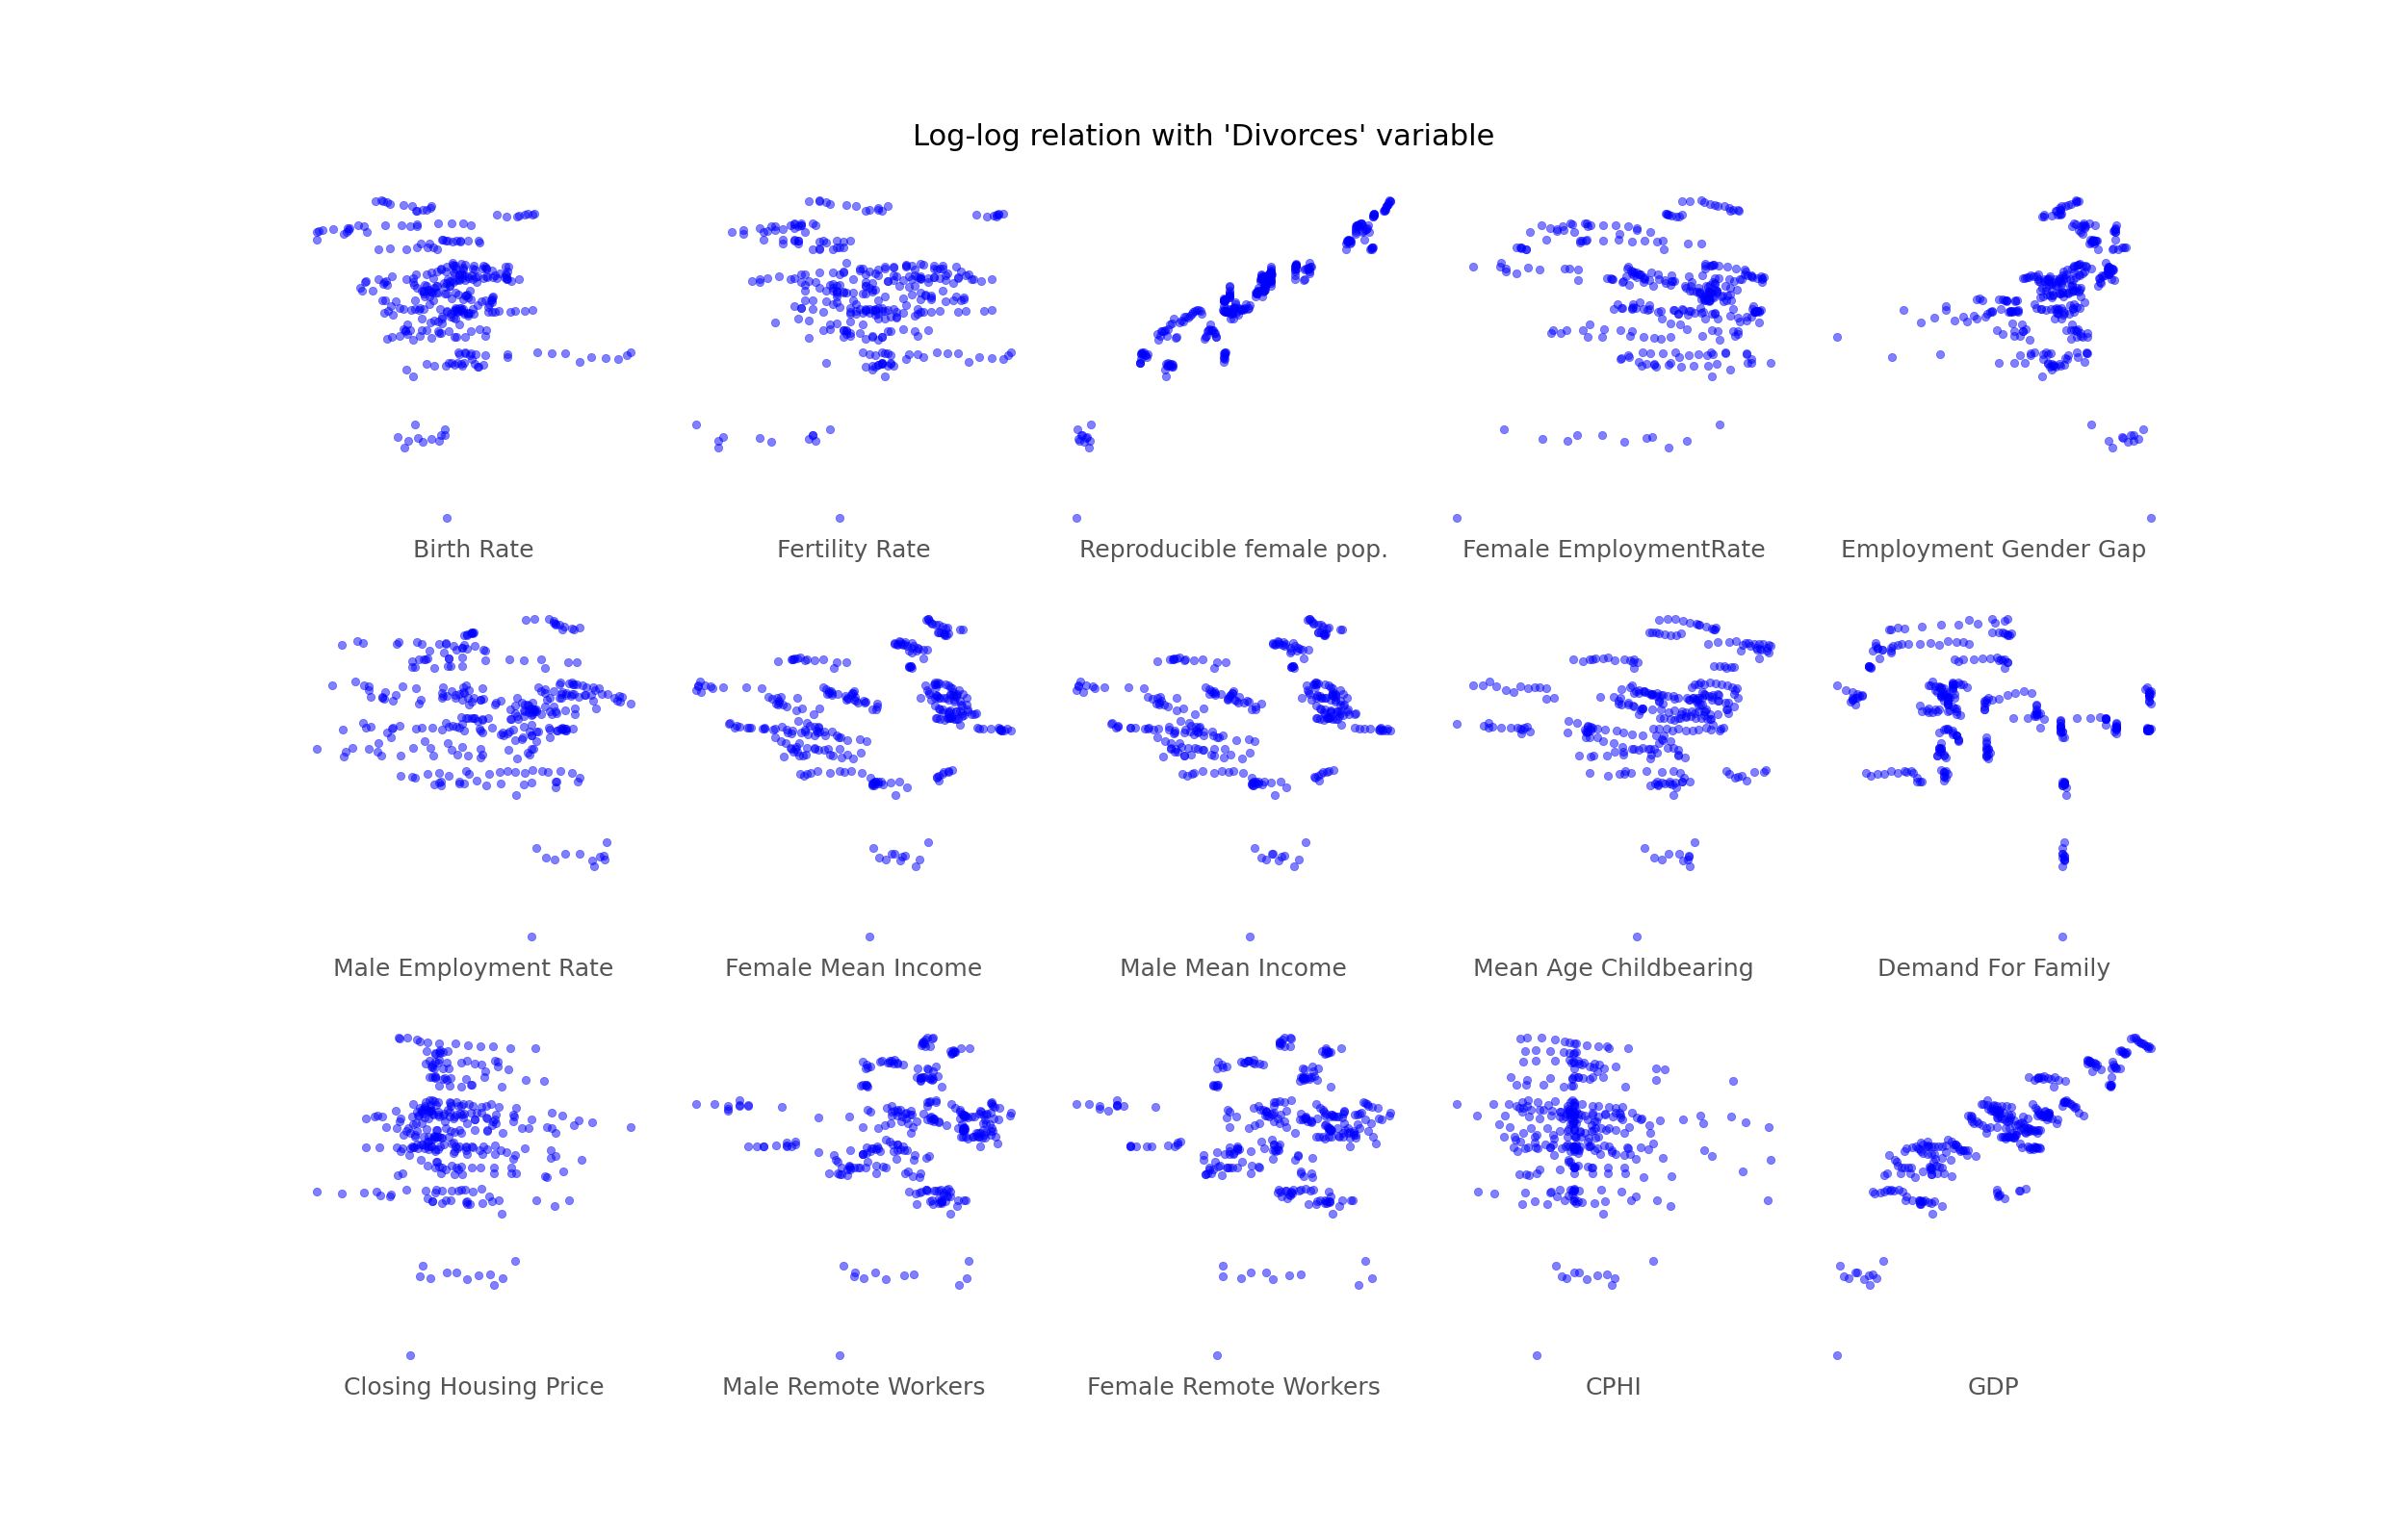 Log-log relation with 'Divorces' variable
Birth Rate
Fertility Rate
Reproducible female pop.
Female EmploymentRate
Employment Gender Gap
Male Employment Rate
Female Mean Income
Male Mean Income
Mean Age Childbearing
Demand For Family
Closing Housing Price
Male Remote Workers
Female Remote Workers
CPHI
GDP